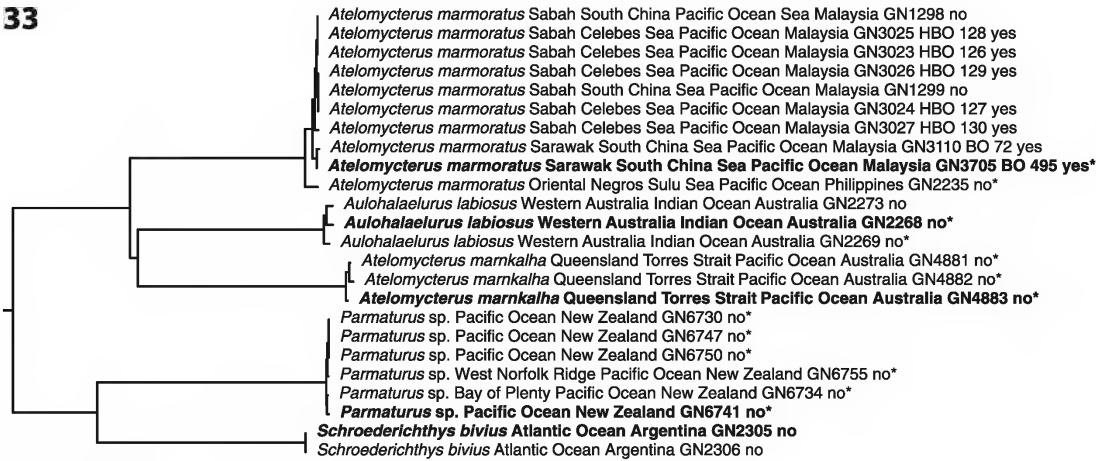 33
Atelomycterus marmoratus Sabah South China Pacific Ocean Sea Malaysia GN1298 no
Atelomycterus marmoratus Sabah Celebes Sea Pacific Ocean Malaysia GN3025 HBO 128 yes
Atelomycterus marmoratus Sabah Celebes Sea Pacific Ocean Malaysia GN3023 HBO 126 yes
Atelomycterus marmoratus Sabah Celebes Sea Pacific Ocean Malaysia GN3026 HBO 129 yes
Atelomycterus marmoratus Sabah South China Sea Pacific Ocean Malaysia GN1299 no
Atelomycterus marmoratus Sabah Celebes Sea Pacific Ocean Malaysia GN3024 HBO 127 yes
Atelomycterus marmoratus Sabah Celebes Sea Pacific Ocean Malaysia GN3027 HBO 130 yes
Atelomycterus marmoratus Sarawak South China Sea Pacific Ocean Malaysia GN3110 BO 72 yes
Atelomycterus marmoratus Sarawak South China Sea Pacific Ocean Malaysia GN3705 BO 495 yes*
Atelomycterus marmoratus Oriental Negros Sulu Sea Pacific Ocean Philippines GN2235 no*
Aulohalaelurus labiosus Western Australia Indian Ocean Australia GN2273 no
Aulohalaelurus labiosus Western Australia Indian Ocean Australia GN2268 no*
Aulohalaelurus labiosus Western Australia Indian Ocean Australia GN2269 no*
Atelomycterus marnkalha Queensland Torres Strait Pacific Ocean Australia GN4881 no*
Atelomycterus marnkalha Queensland Torres Strait Pacific Ocean Australia GN4882 no*
Atelomycterus marnkalha Queensland Torres Strait Pacific Ocean Australia GN4883 no*
Parmaturus sp. Pacific Ocean New Zealand GN6730 no*
Parmaturus sp. Pacific Ocean New Zealand GN6747 no*
Parmaturus sp. Pacific Ocean New Zealand GN6750 no*
Parmaturus sp. West Norfolk Ridge Pacific Ocean New Zealand GN6755 no*
Parmaturus sp. Bay of Plenty Pacific Ocean New Zealand GN6734 no*
Parmaturus sp. Pacific Ocean New Zealand GN6741 no*
Schroederichthys bivius Atlantic Ocean Argentina GN2305 no
Schroederichthys bivius Atlantic Ocean Argentina GN2306 no